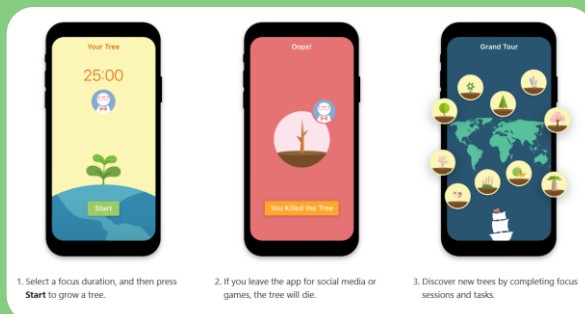 Your Tree
25:00
Start
Oops!
You Killed the Tree
Grand Tour
1. Select a focus duration, and then press
Start to grow a tree.
2. If you leave the app for social media or
games, the tree will die.
3. Discover new trees by completing focus
sessions and tasks.